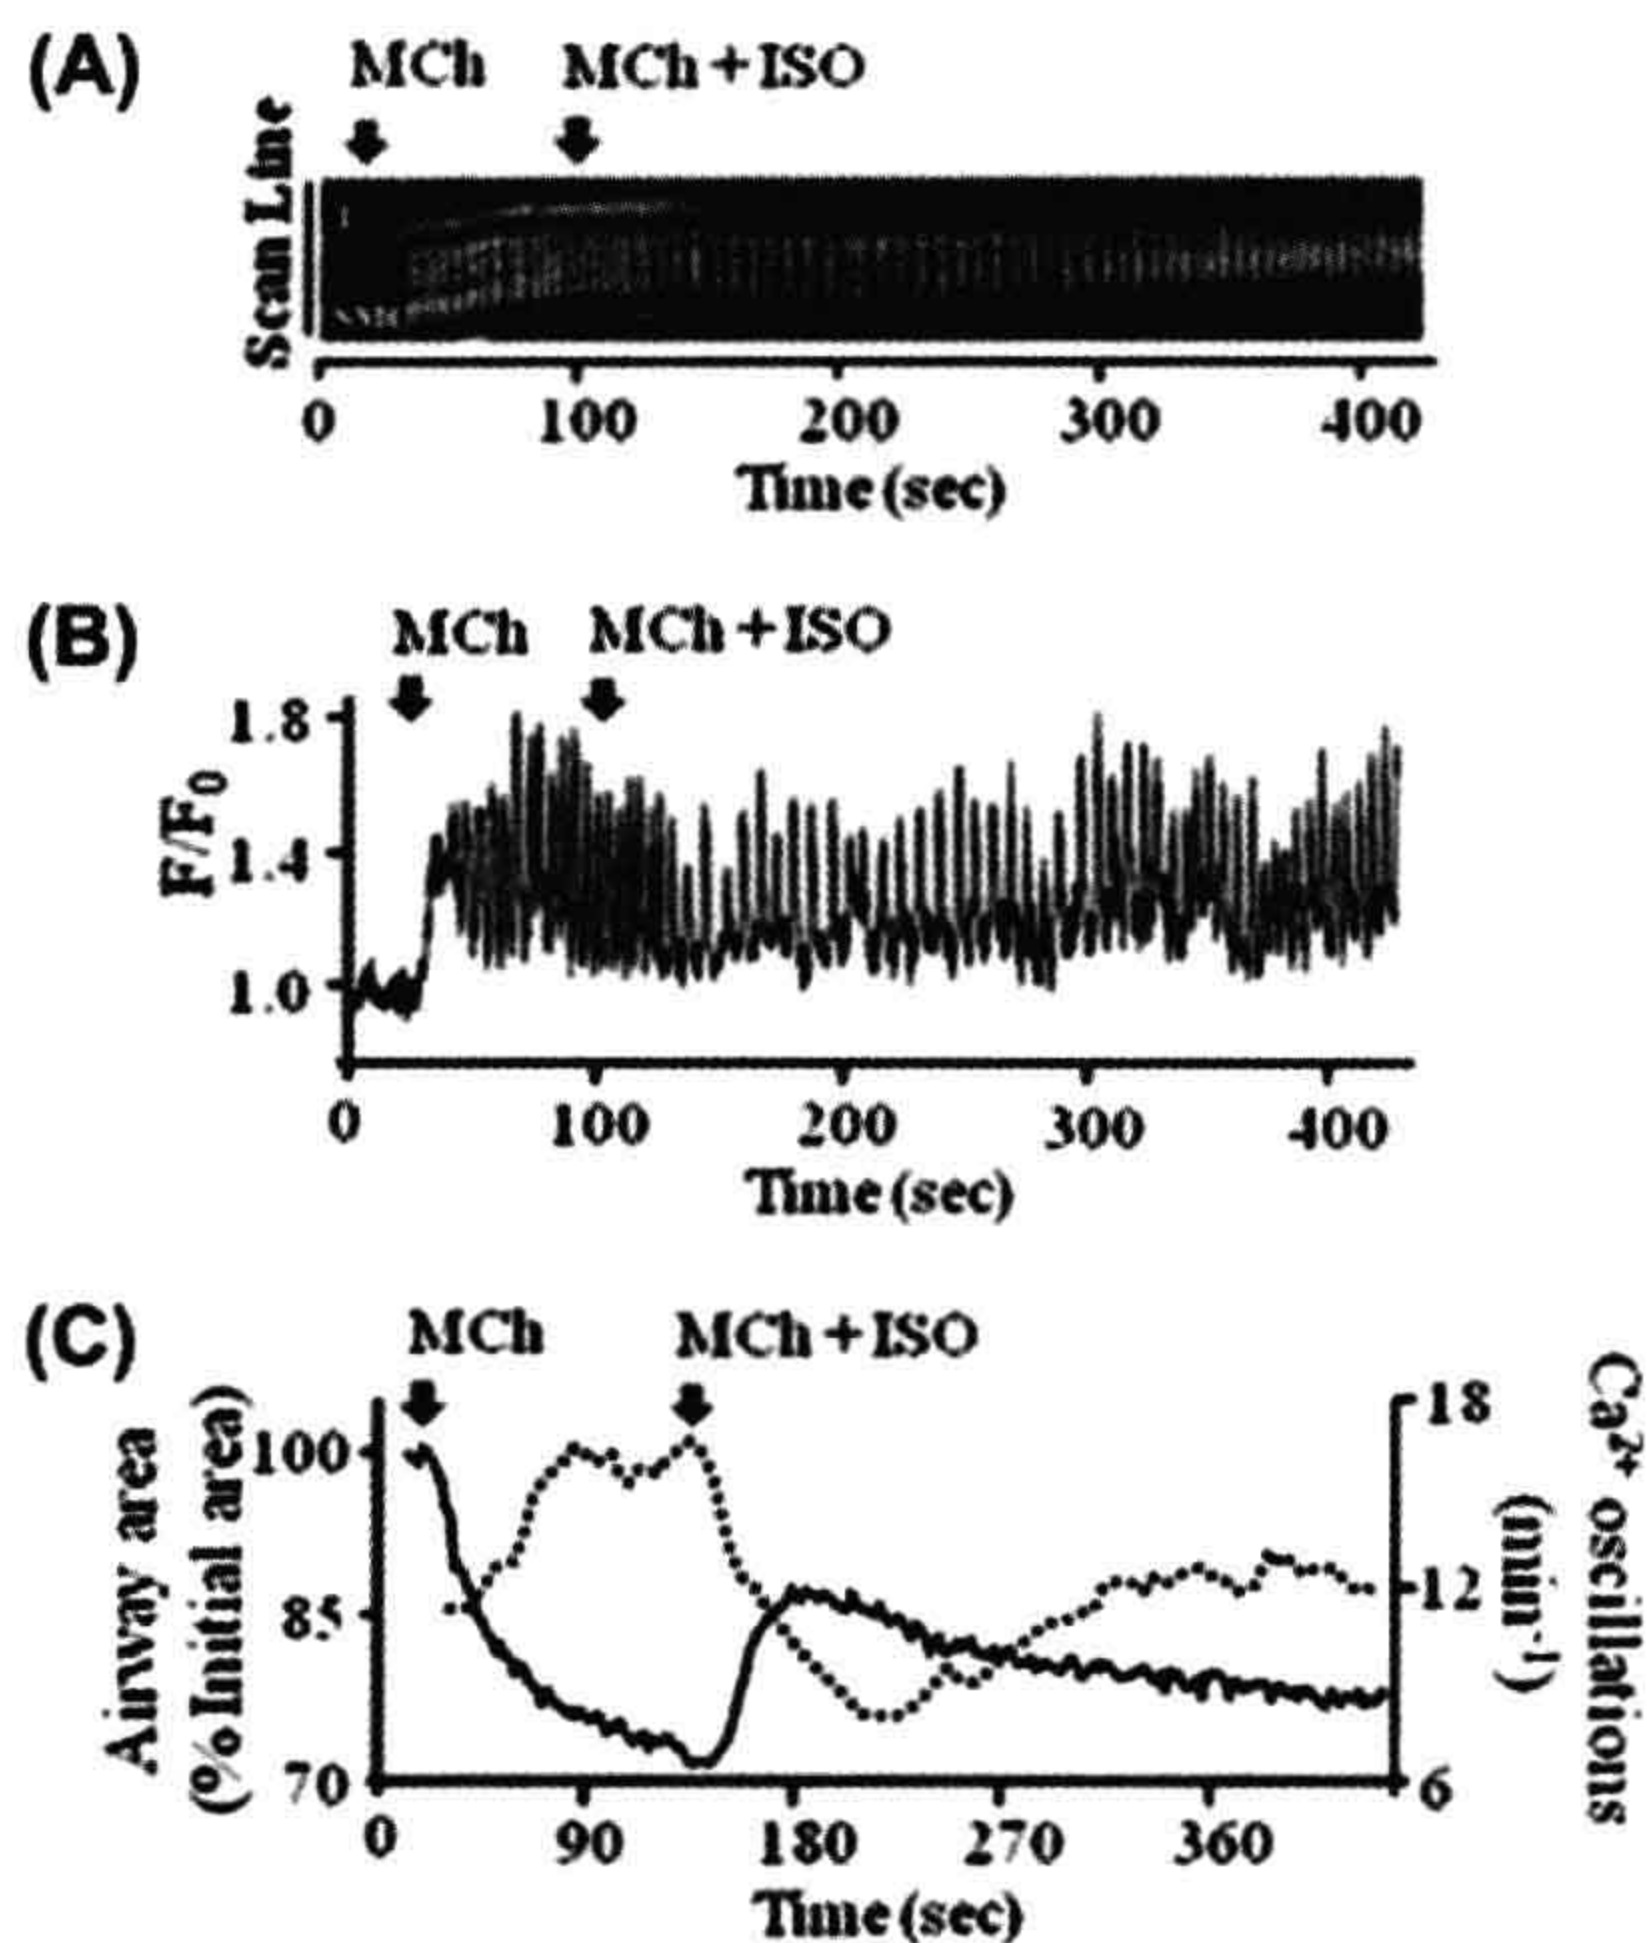 (A)
MCh MCh + ISO
Scan Line
0 100 200 300 400
Time (sec)
(B)
MCh MCh + ISO
F/F0
1.8
1.4
1.0
0 100 200 300 400
Time (sec)
(C)
MCh MCh + ISO
Airway area
(% Initial area)
100
85
70
18
12
6
Ca2+ oscillations
(min-1)
0 90 180 270 360
Time (sec)